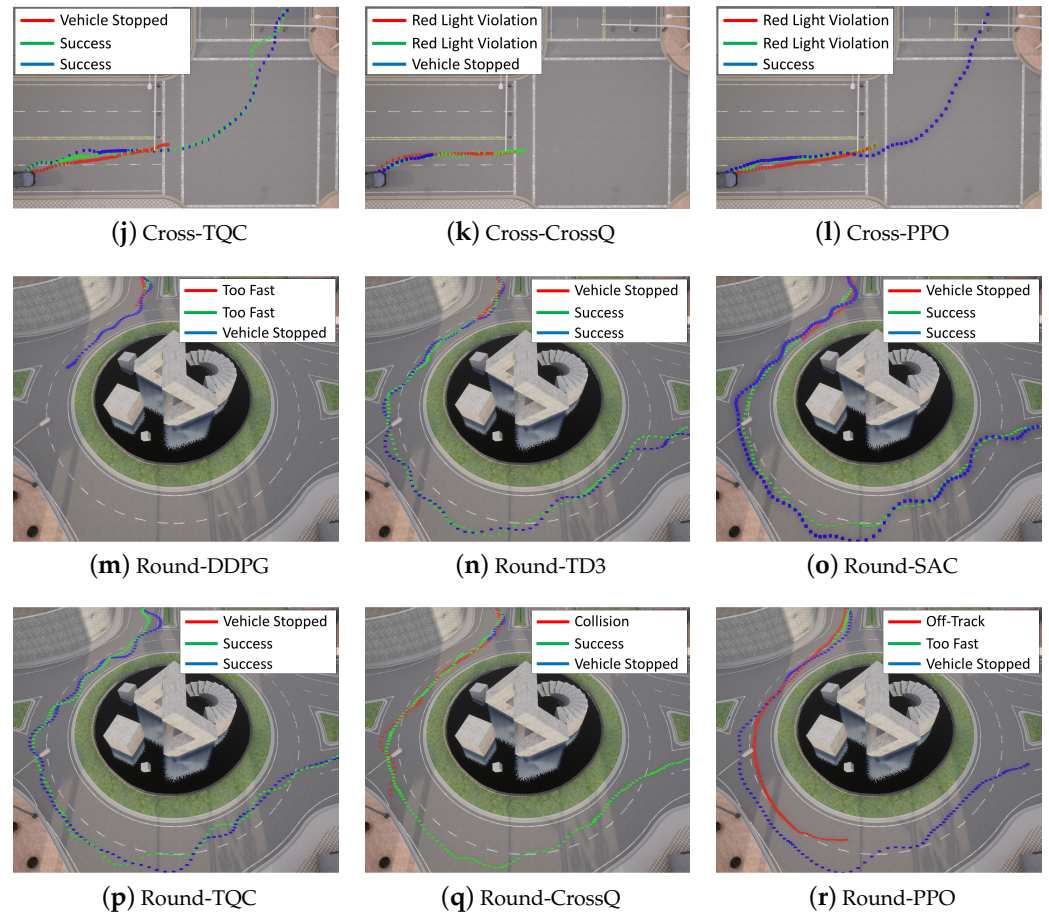 Vehicle Stopped
Success
Success
Red Light Violation
Red Light Violation
Vehicle Stopped
Red Light Violation
Red Light Violation
Success
(j) Cross-TQC
(k) Cross-CrossQ
(l) Cross-PPO
Too Fast
Too Fast
Vehicle Stopped
Vehicle Stopped
Success
Success
Vehicle Stopped
Success
Success
(m) Round-DDPG
(n) Round-TD3
(o) Round-SAC
Vehicle Stopped
Success
Success
Collision
Success
Vehicle Stopped
Off-Track
Too Fast
Vehicle Stopped
(p) Round-TQC
(q) Round-CrossQ
(r) Round-PPO